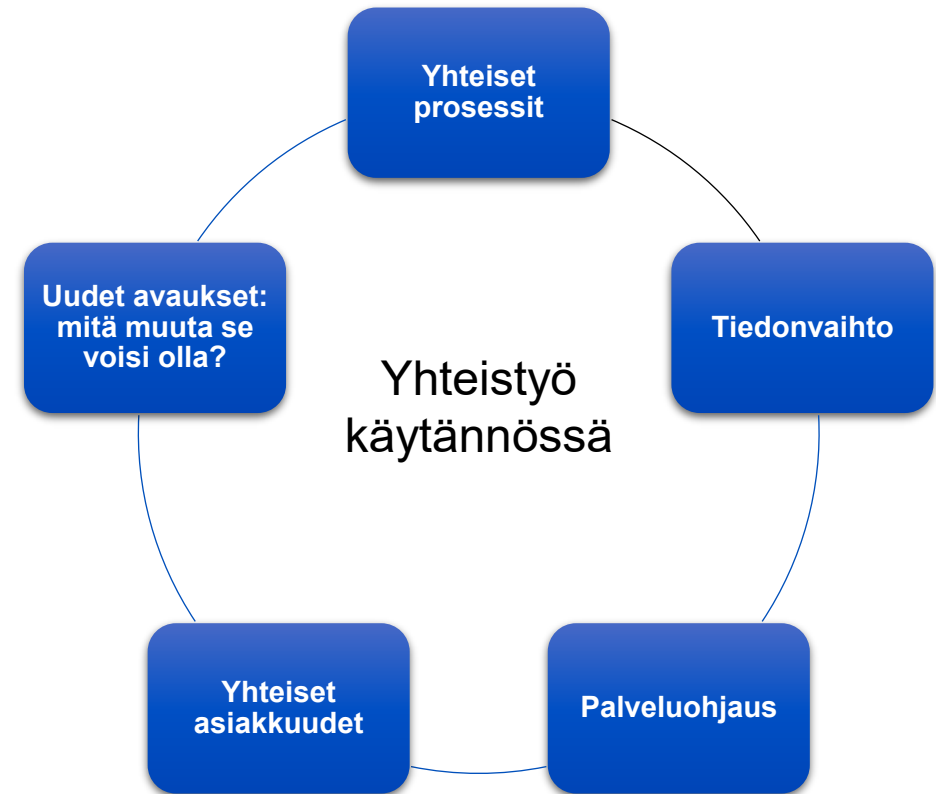 Yhteiset
prosessit
Tiedonvaihto
Palveluohjaus
Yhteiset
asiakkuudet
Uudet avaukset:
mitä muuta se
voisi olla?
Yhteistyö
käytännössä